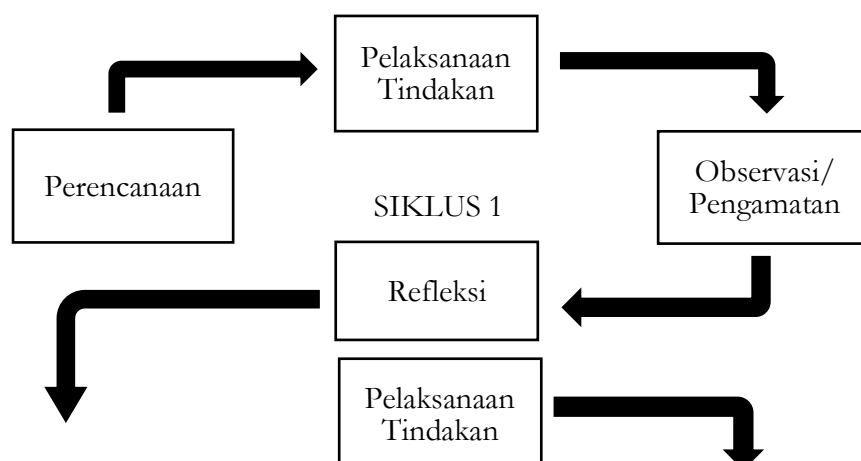 Pelaksanaan
Tindakan
Perencanaan
Observasi/
Pengamatan
SIKLUS 1
Refleksi
Pelaksanaan
Tindakan